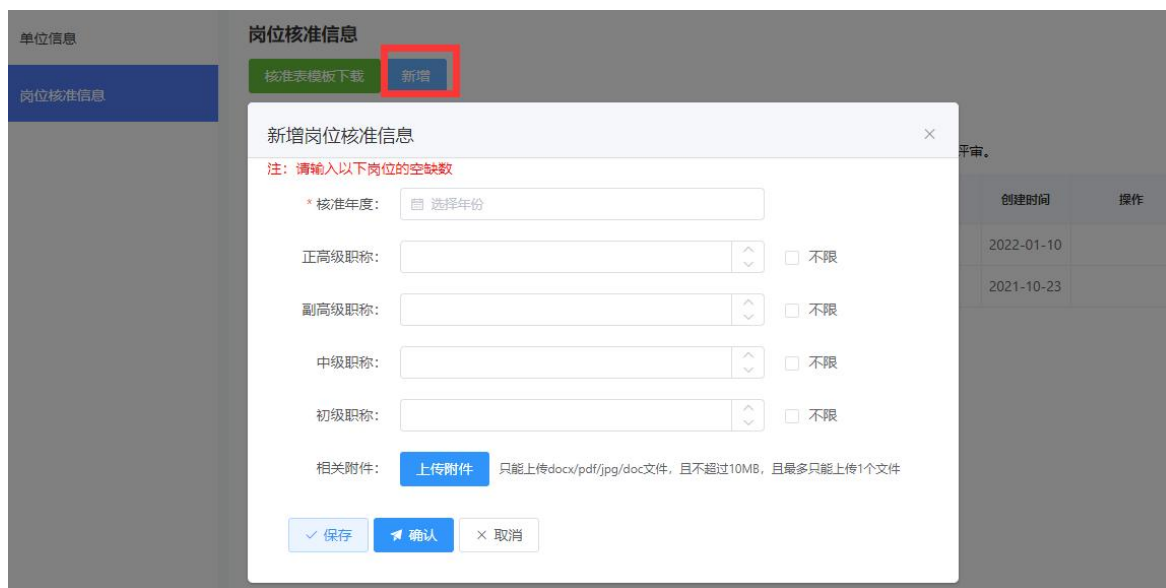 单位信息
岗位核准信息
岗位核准信息
核准表模板下载
新增
新增岗位核准信息
注：请输入以下岗位的空缺数
* 核准年度：
选择年份
正高级职称：
不限
副高级职称：
不限
中级职称：
不限
初级职称：
不限
相关附件：
上传附件
只能上传docx/pdf/jpg/doc文件，且不超过10MB，且最多只能上传1个文件
保存
确认
取消
评审。
创建时间
操作
2022-01-10
2021-10-23